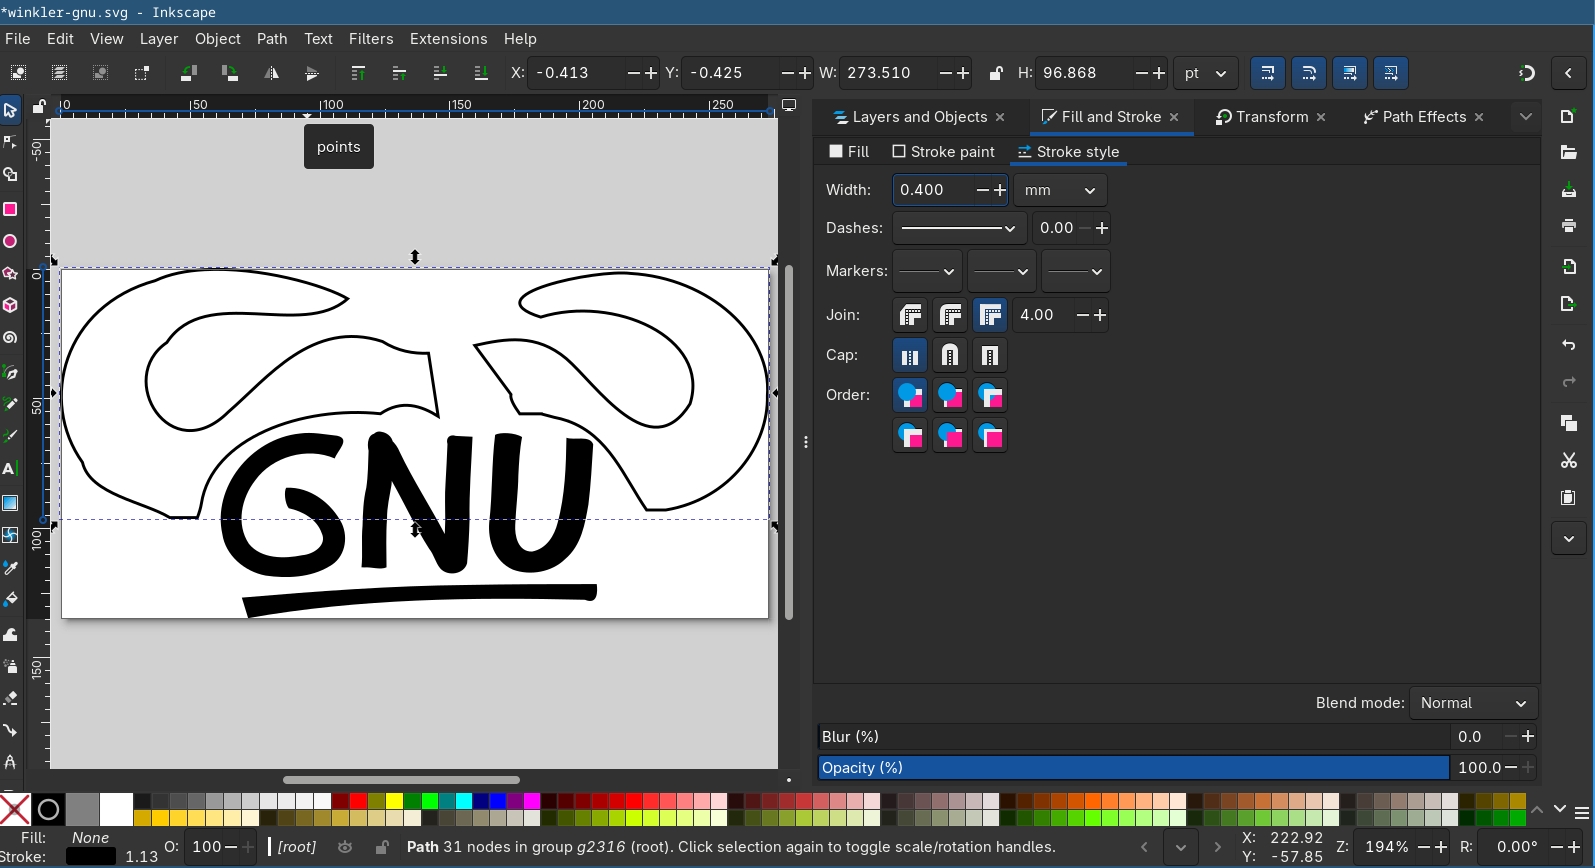 *winkler-gnu.svg - Inkscape
File Edit View Layer Object Path Text Filters Extensions Help
X: -0.413 Y: -0.425 W: 273.510 H: 96.868 pt
0 50 100 150 200 250
points
-50
0
50
100
150
GNU
Layers and Objects Fill and Stroke Transform Path Effects
Fill Stroke paint Stroke style
Width: 0.400 mm
Dashes: 0.00
Markers:
Join: 4.00
Cap:
Order:
Blend mode: Normal
Blur (%) 0.0
Opacity (%) 100.0
Fill: None
Stroke: 1.13 O: 100 [root] Path 31 nodes in group g2316 (root). Click selection again to toggle scale/rotation handles.
X: 222.92
Y: -57.85
Z: 194% R: 0.00°